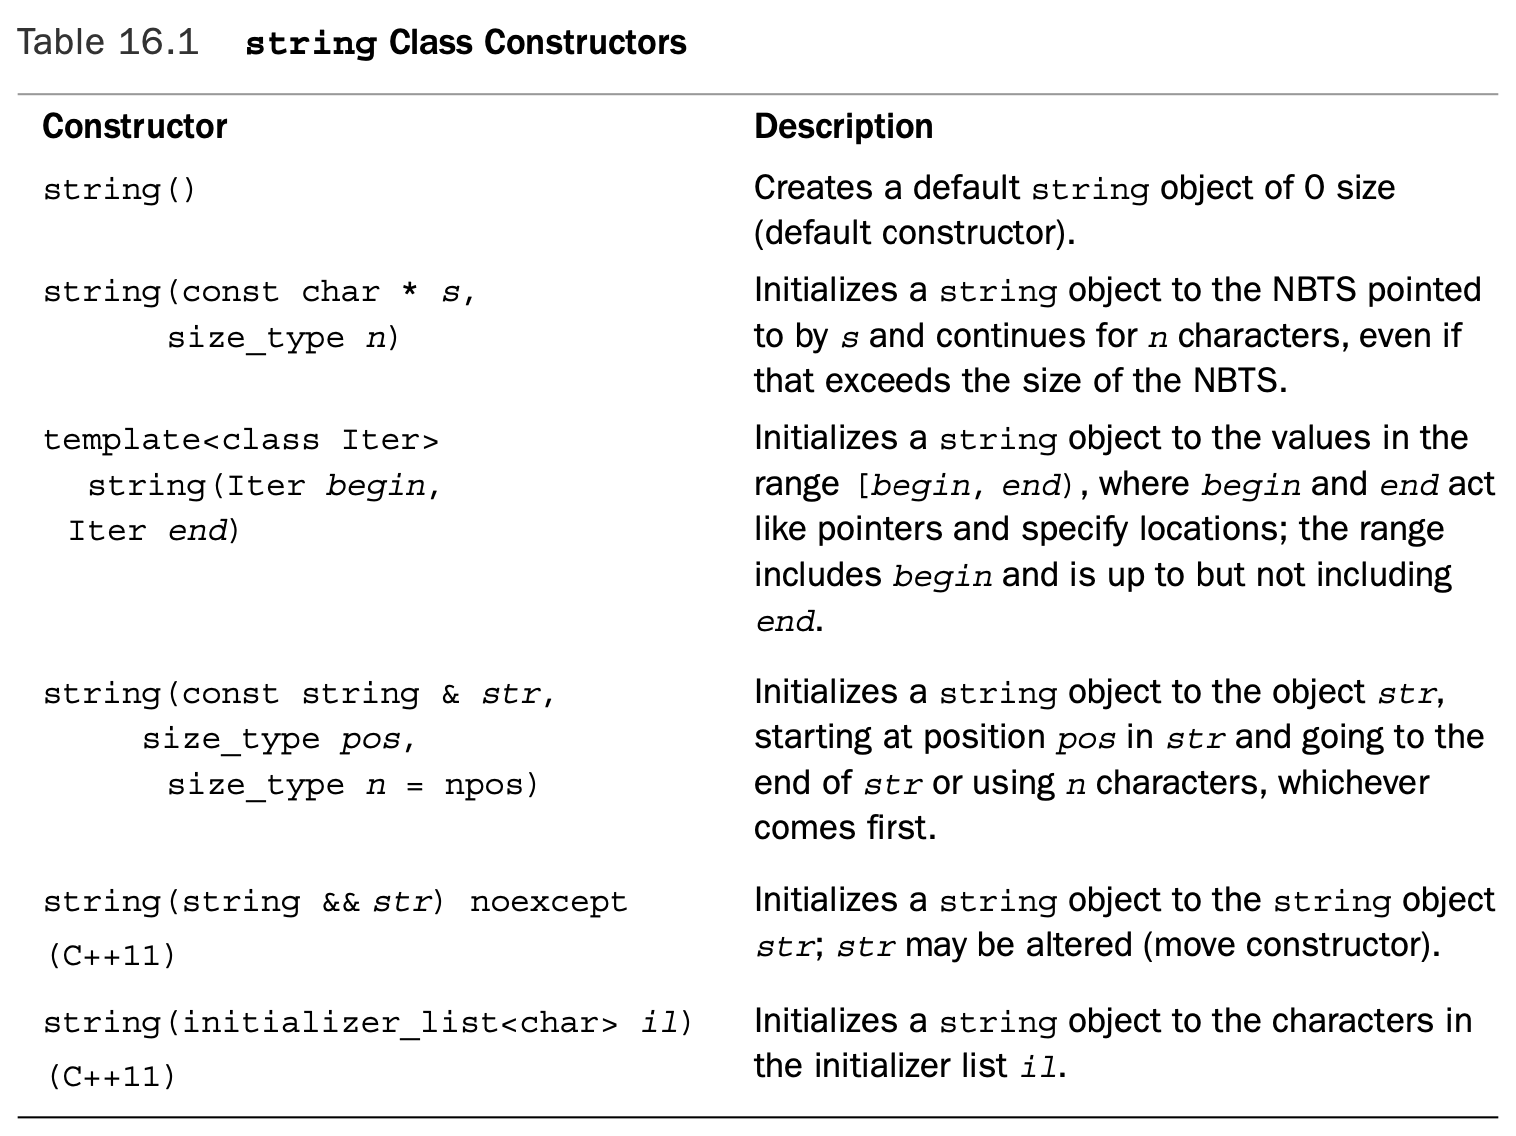 Table 16.1 string Class Constructors
Constructor Description
string() Creates a default string object of 0 size
(default constructor).
string(const char * s, Initializes a string object to the NBTS pointed
size_type n) to by s and continues for n characters, even if
that exceeds the size of the NBTS.
template<class Iter> Initializes a string object to the values in the
string(Iter begin, range [begin, end), where begin and end act
Iter end) like pointers and specify locations; the range
includes begin and is up to but not including
end.
string(const string & str, Initializes a string object to the object str,
size_type pos, starting at position pos in str and going to the
size_type n = npos) end of str or using n characters, whichever
comes first.
string(string && str) noexcept Initializes a string object to the string object
(C++11) str; str may be altered (move constructor).
string(initializer_list<char> il) Initializes a string object to the characters in
(C++11) the initializer list il.